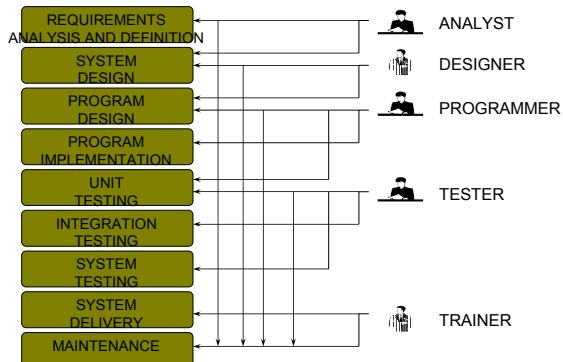 REQUIREMENTS
ANALYSIS AND DEFINITION
SYSTEM
DESIGN
PROGRAM
DESIGN
PROGRAM
IMPLEMENTATION
UNIT
TESTING
INTEGRATION
TESTING
SYSTEM
TESTING
SYSTEM
DELIVERY
MAINTENANCE
ANALYST
DESIGNER
PROGRAMMER
TESTER
TRAINER